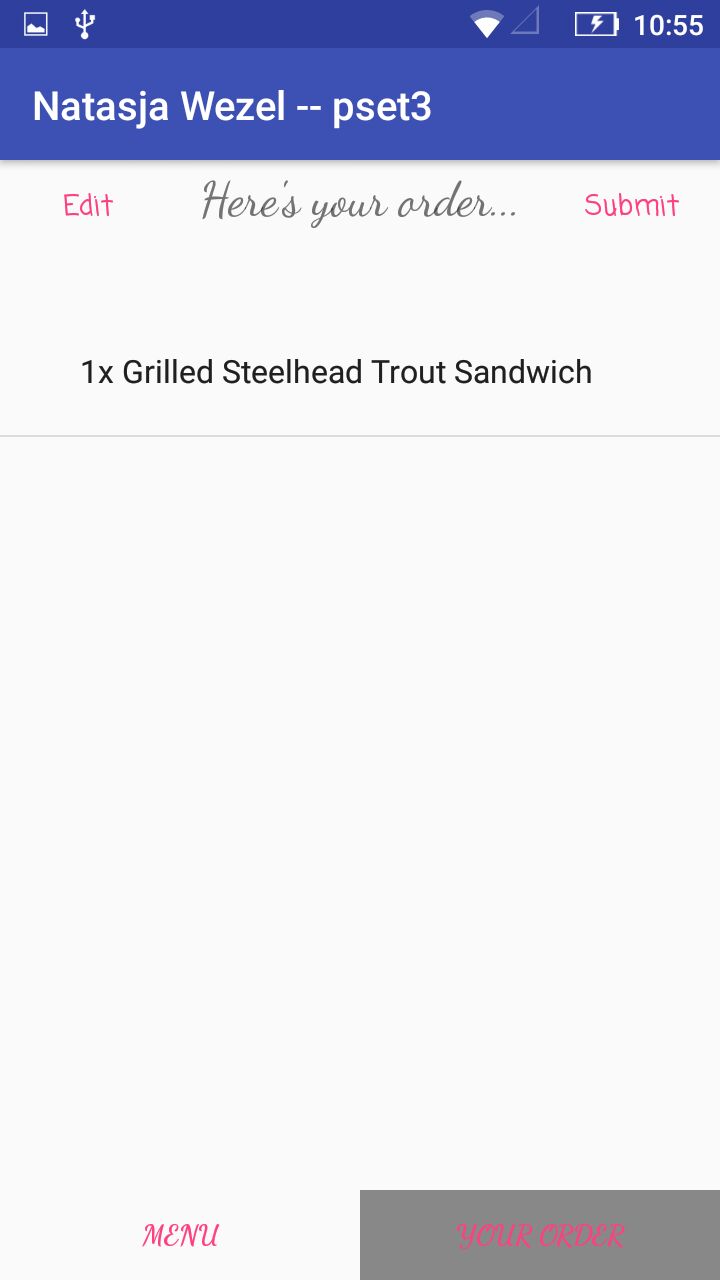 10:55
Natasja Wezel -- pset3
Edit Here's your order... Submit
1x Grilled Steelhead Trout Sandwich
MENU YOUR ORDER